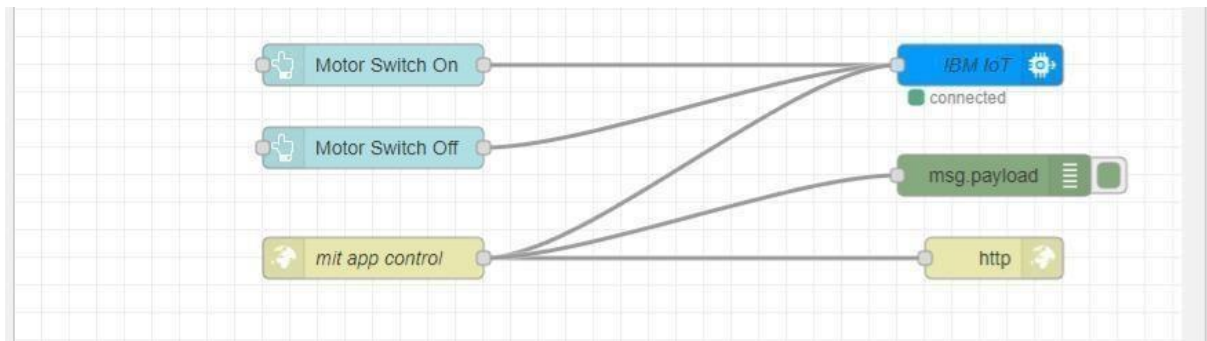 Motor Switch On
IBM IoT
connected
Motor Switch Off
msg.payload
mit app control
http